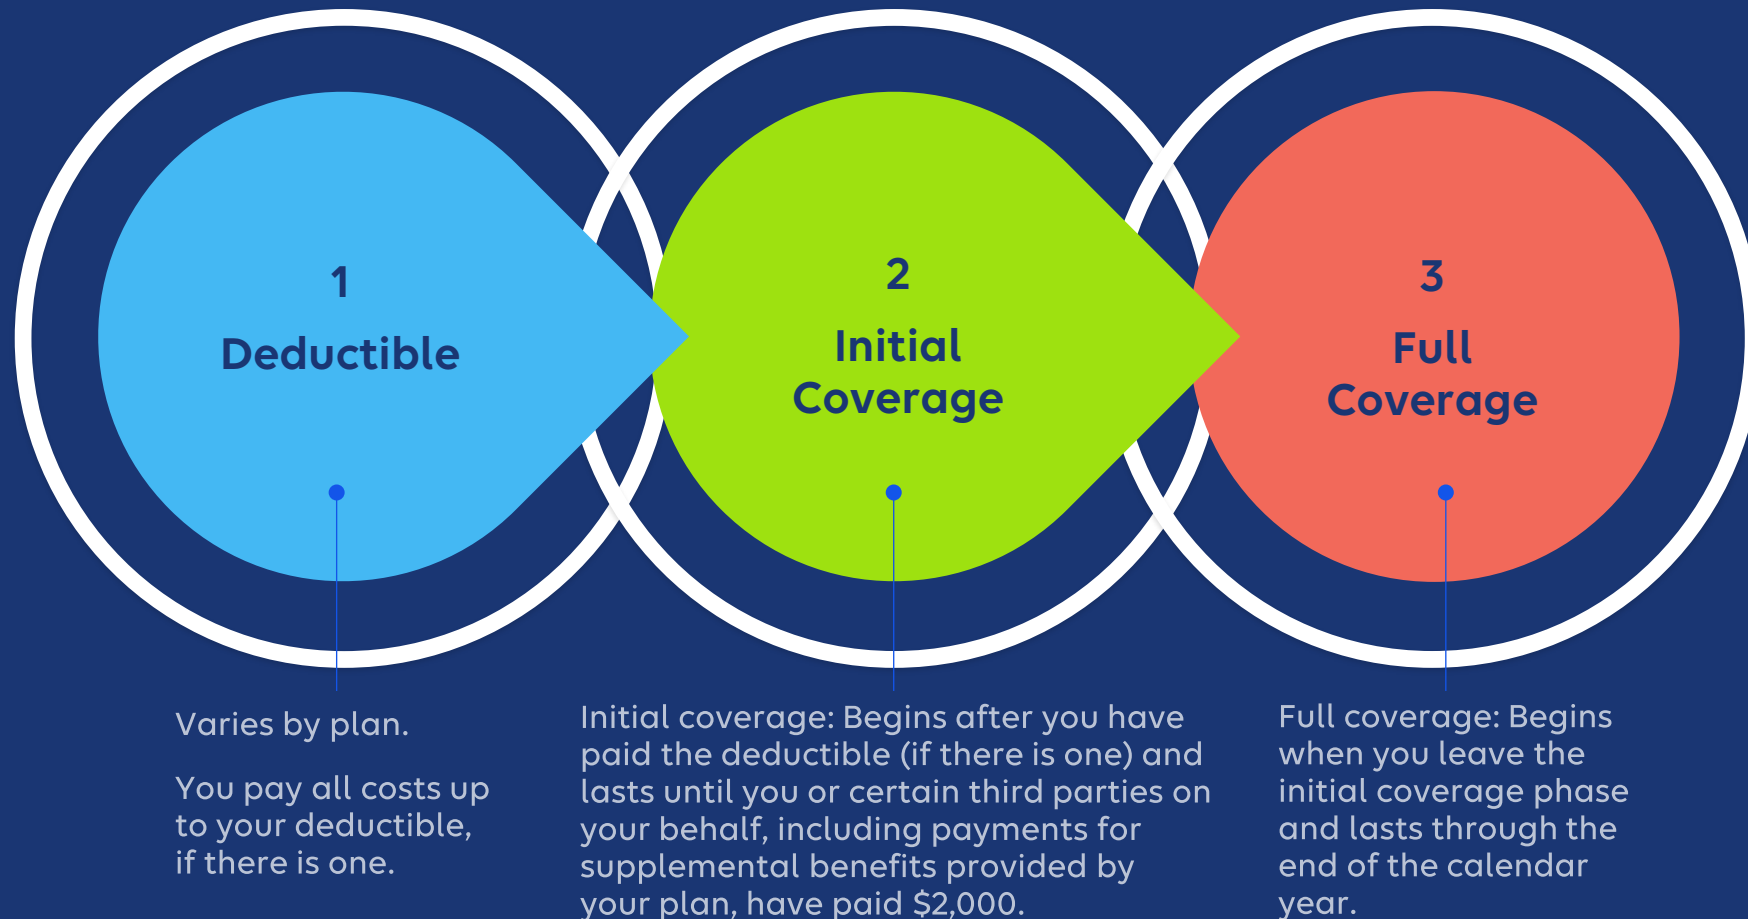 1
Deductible
2
Initial
Coverage
3
Full
Coverage
Varies by plan.
You pay all costs up
to your deductible,
if there is one.
Initial coverage: Begins after you have
paid the deductible (if there is one) and
lasts until you or certain third parties on
your behalf, including payments for
supplemental benefits provided by
your plan, have paid $2,000.
Full coverage: Begins
when you leave the
initial coverage phase
and lasts through the
end of the calendar
year.